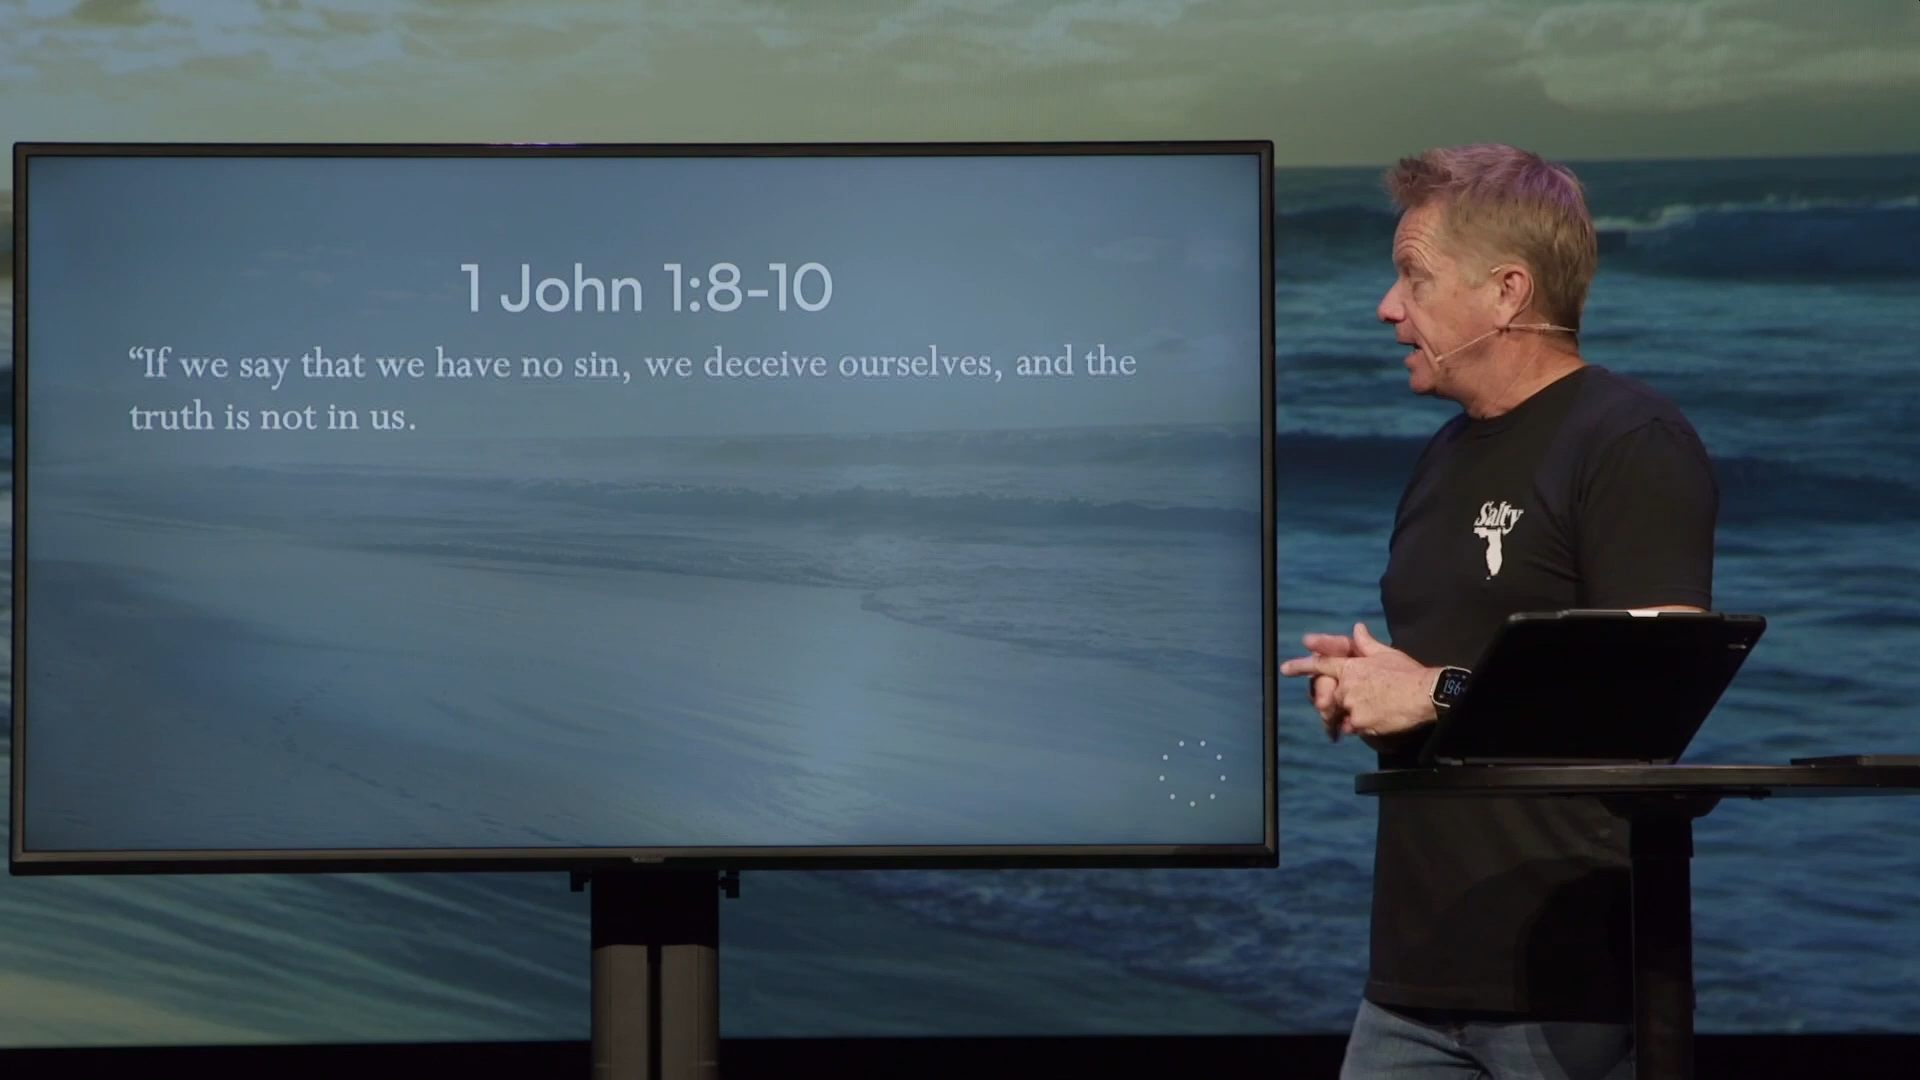 1 John 1:8-10
“If we say that we have no sin, we deceive ourselves, and the
truth is not in us.
Salty